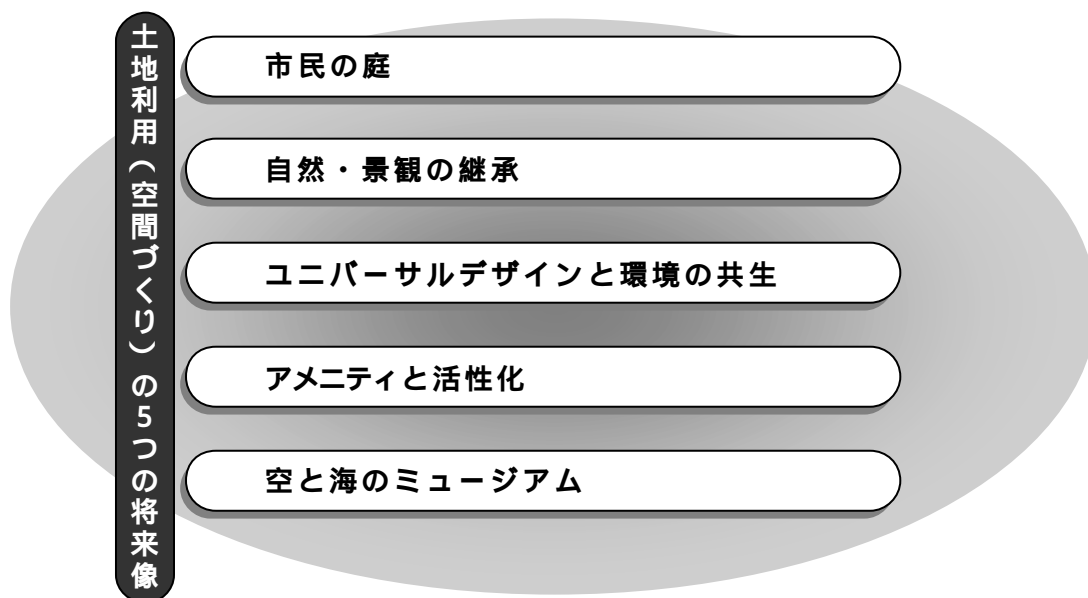 土地利用（空間づくり）の5つの将来像
市民の庭
自然・景観の継承
ユニバーサルデザインと環境の共生
アメニティと活性化
空と海のミュージアム